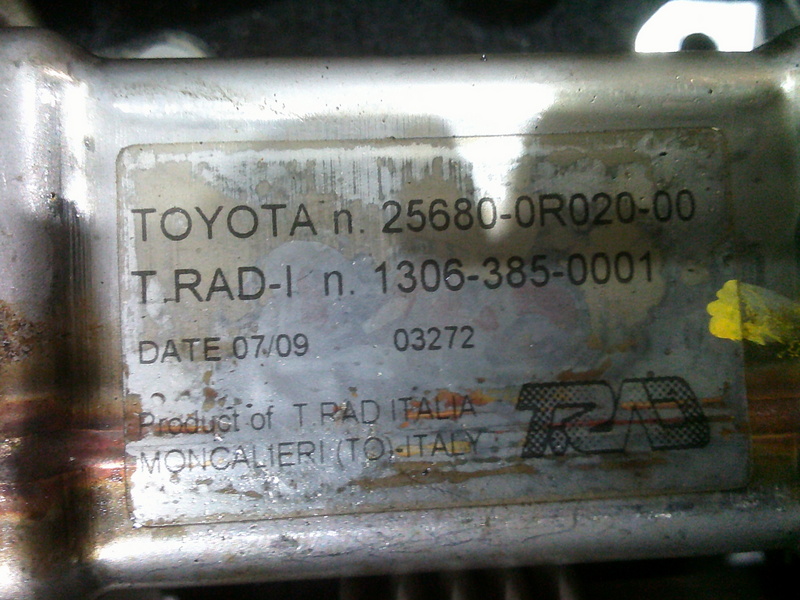 TOYOTA n. 25680-0R020-00
T.RAD-I n. 1306-385-0001
DATE 07/09 03272
Product of T.RAD ITALIA
MONCALIERI (TO)-ITALY
T.RAD